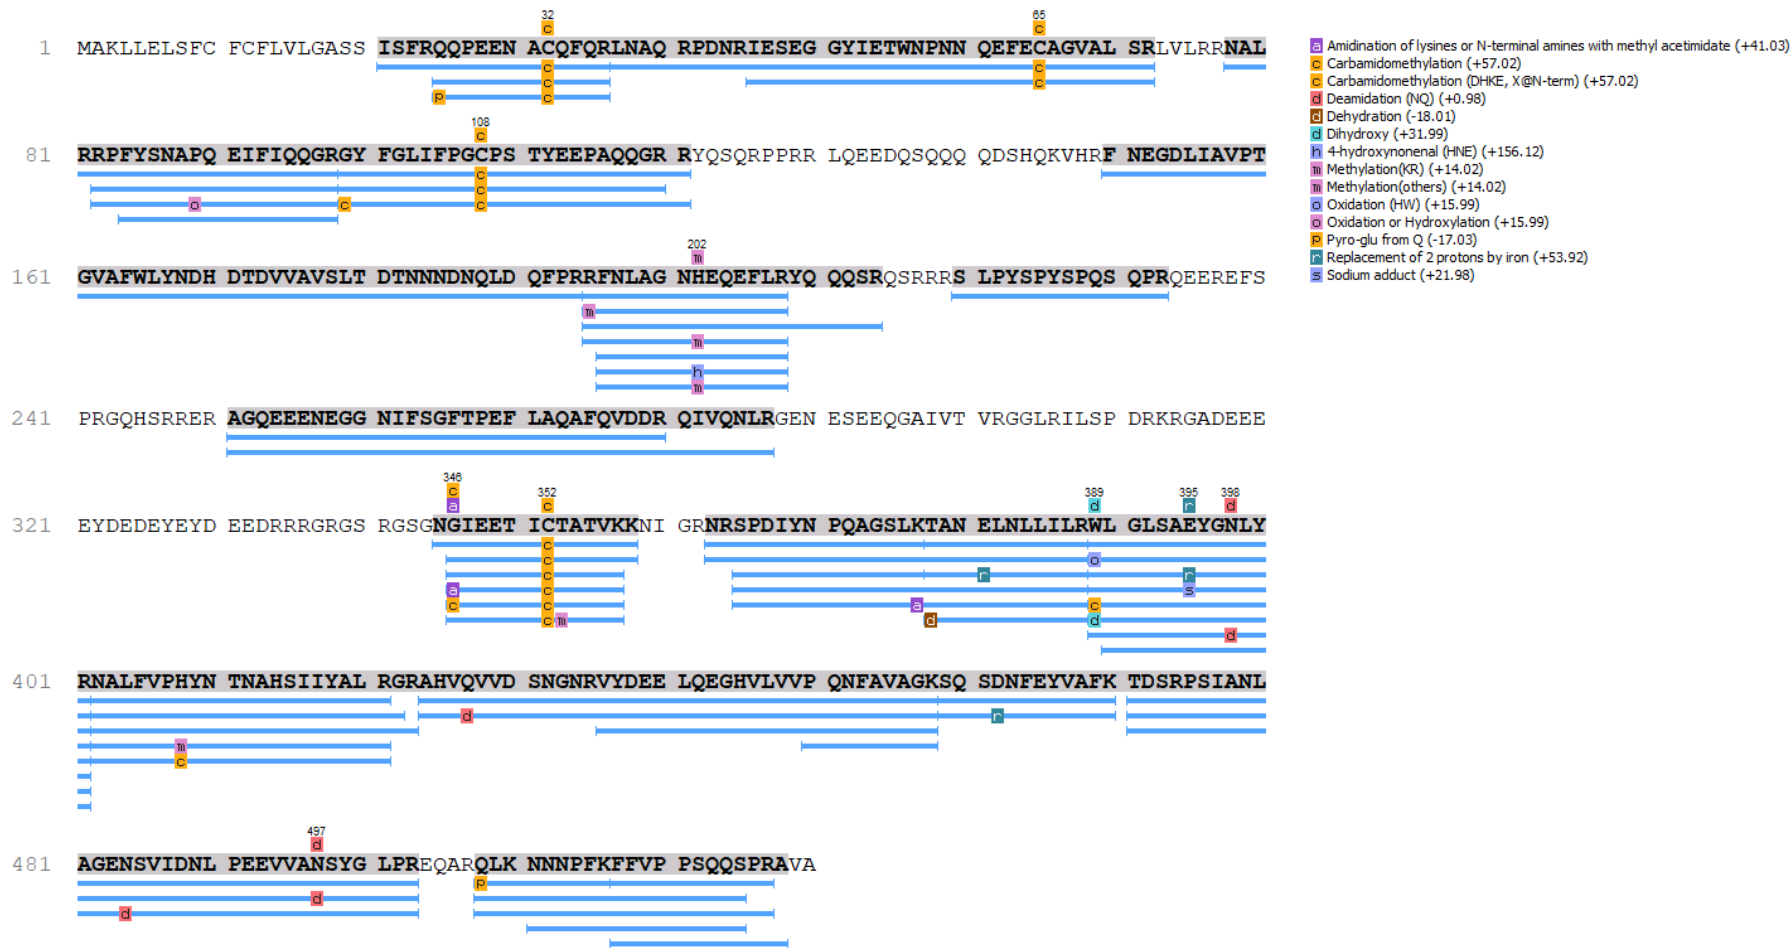 32 65
c c
1 MAKLLELSFC FCFLVLGASS ISFRQQPEEN ACQFQRLNAQ RPDNRIESEG GYIETWNPNN QEFECAGVAL SRLVLRRNAL
c c
c c
p c
108
c
81 RRPFYSNAPQ EIFIQQGRGY FGLIFPGCPS TYEEPAQQGR RYQSQRPPRR LQEEDQSQQQ QDSHQKVHRF NEGDLIAVPT
c
c
o c c
202
m
161 GVAFWLYNDH DTDVVAVSLT DTNNNDNQLD QFPRRFNLAG NHEQEFLRYQ QQSRQSRRRS LPYSPYSPQS QPRQEEREFS
m
m
h
m
241 PRGQHSRRER AGQEEENEGG NIFSGFTPEF LAQAFQVDDR QIVQNLRGEN ESEEQGAIVT VRGGLRILSP DRKRGADEEE
346 352 389 395 398
c
a c d r d
321 EYDEDEYEYD EEDRRRGRGS RGSGNGIEET ICTATVKKNI GRNRSPDIYN PQAGSLKTAN ELNLLILRWL GLSAEYGNLY
c
c o
c r r
a c s
c c a c
c m d d
d
401 RNALFVPHYN TNAHSIIYAL RGRAHVQVVD SNGNRVYDEE LQEGHVLVVP QNFAVAGKSQ SDNFEYVAFK TDSRPSIANL
d r
m
c
497
d
481 AGENSVIDNL PEEVVANSYG LPREQARQLK NNNPFKFFVP PSQQSPRAVA
p
d
d
a Amidination of lysines or N-terminal amines with methyl acetimidate (+41.03)
c Carbamidomethylation (+57.02)
c Carbamidomethylation (DHKE, X@N-term) (+57.02)
d Deamidation (NQ) (+0.98)
d Dehydration (-18.01)
d Dihydroxy (+31.99)
h 4-hydroxynonenal (HNE) (+156.12)
m Methylation(KR) (+14.02)
m Methylation(others) (+14.02)
o Oxidation (HW) (+15.99)
o Oxidation or Hydroxylation (+15.99)
p Pyro-glu from Q (-17.03)
r Replacement of 2 protons by iron (+53.92)
s Sodium adduct (+21.98)